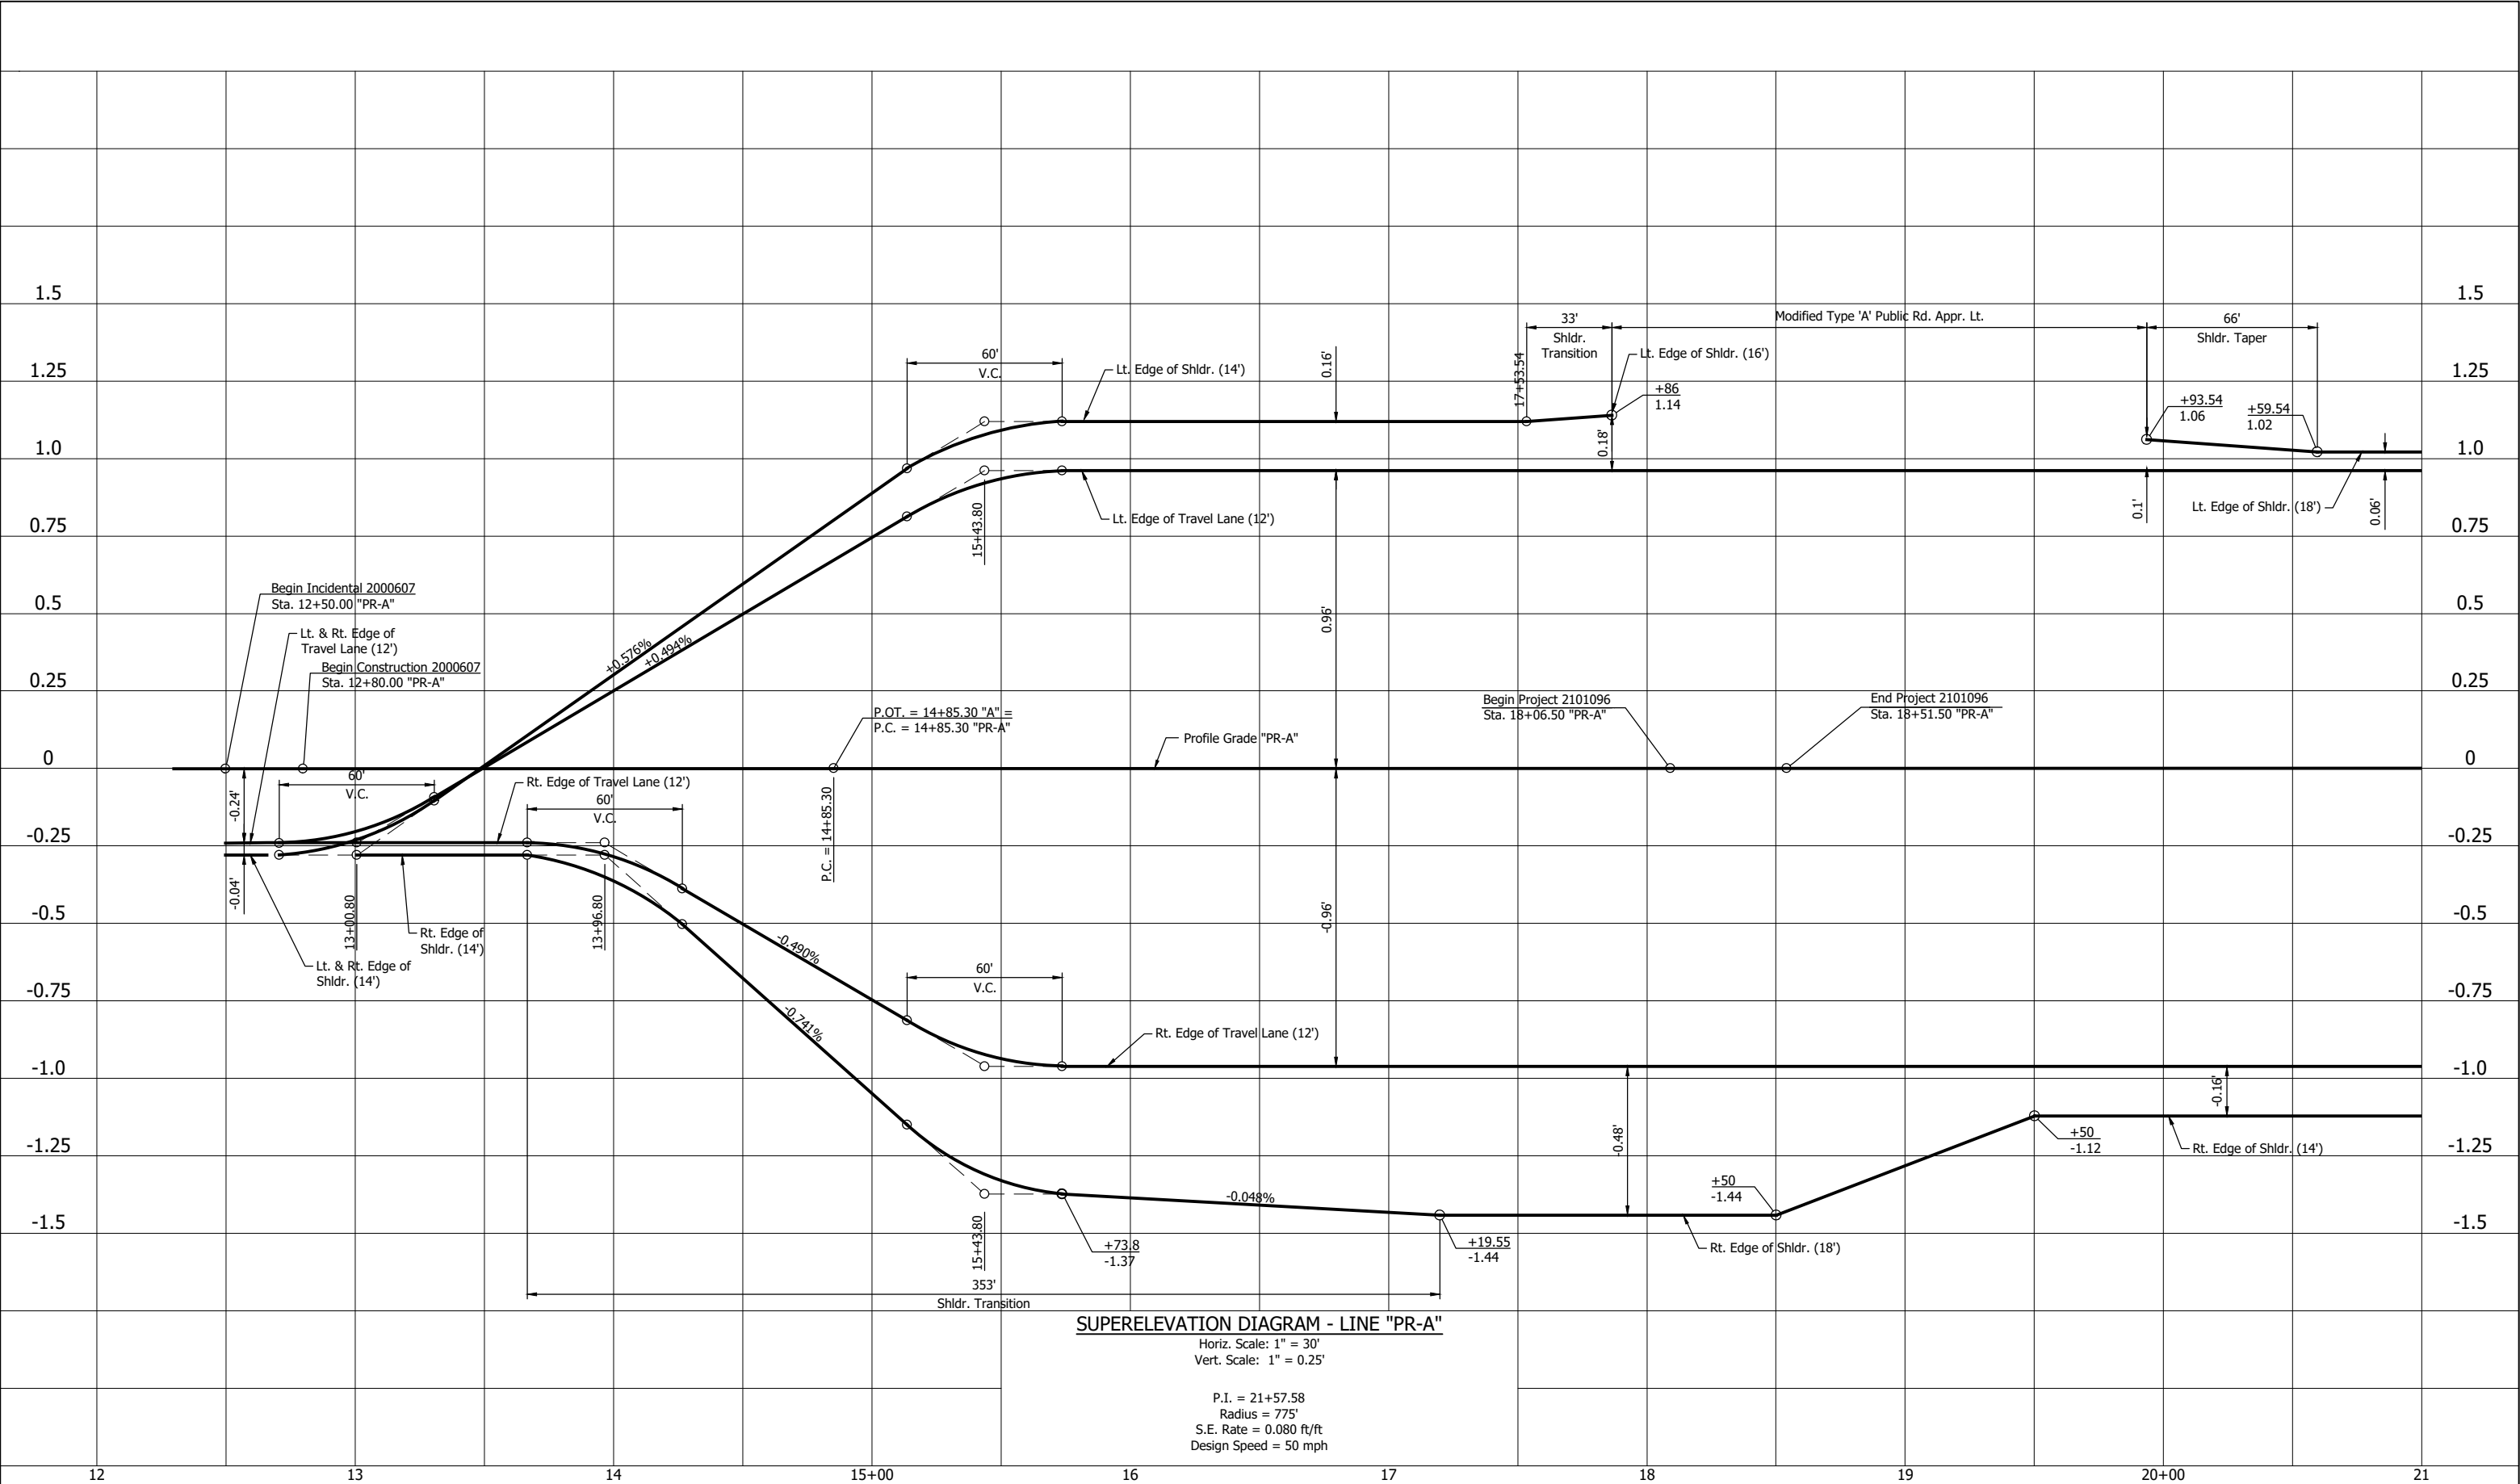 33'
Modified Type 'A' Public Rd. Appr. Lt.
66'
Shldr.
Transition
Shldr. Taper
1.5
1.5
60'
V.C.
Lt. Edge of Shldr. (14')
0.16'
17+53.54
Lt. Edge of Shldr. (16')
+86
1.14
0.18'
+93.54
1.06
+59.54
1.02
1.25
1.25
1.0
1.0
15+43.80
Lt. Edge of Travel Lane (12')
0.1'
Lt. Edge of Shldr. (18')
0.06'
0.75
0.75
Begin Incidental 2000607
Sta. 12+50.00 "PR-A"
0.5
0.5
Lt. & Rt. Edge of
Travel Lane (12')
+0.576%
+0.494%
0.96'
Begin Construction 2000607
Sta. 12+80.00 "PR-A"
0.25
0.25
P.OT. = 14+85.30 "A" =
P.C. = 14+85.30 "PR-A"
Begin Project 2101096
Sta. 18+06.50 "PR-A"
End Project 2101096
Sta. 18+51.50 "PR-A"
Profile Grade "PR-A"
0
0
60'
V.C.
-0.24'
Rt. Edge of Travel Lane (12')
60'
V.C.
P.C. = 14+85.30
-0.25
-0.25
-0.04'
13+00.80
Rt. Edge of
Shldr. (14')
13+96.80
-0.96'
-0.5
-0.5
Lt. & Rt. Edge of
Shldr. (14')
-0.490%
60'
V.C.
-0.75
-0.75
-0.741%
Rt. Edge of Travel Lane (12')
-1.0
-1.0
-0.16'
-0.48'
+50
-1.12
Rt. Edge of Shldr. (14')
-1.25
-1.25
-0.048%
+50
-1.44
-1.5
-1.5
15+43.80
+73.8
-1.37
+19.55
-1.44
Rt. Edge of Shldr. (18')
353'
Shldr. Transition
SUPERELEVATION DIAGRAM - LINE "PR-A"
Horiz. Scale: 1" = 30'
Vert. Scale: 1" = 0.25'
P.I. = 21+57.58
Radius = 775'
S.E. Rate = 0.080 ft/ft
Design Speed = 50 mph
12
13
14
15+00
16
17
18
19
20+00
21